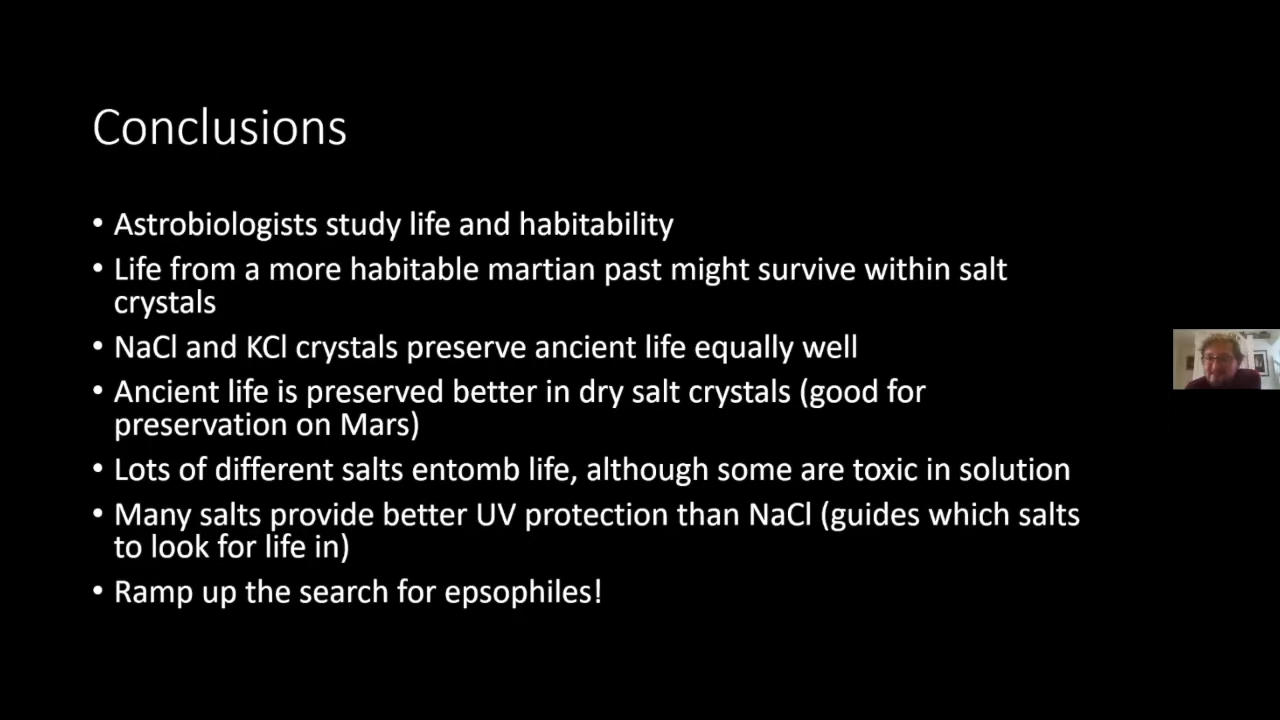 Conclusions
• Astrobiologists study life and habitability
• Life from a more habitable martian past might survive within salt
crystals
• NaCl and KCl crystals preserve ancient life equally well
• Ancient life is preserved better in dry salt crystals (good for
preservation on Mars)
• Lots of different salts entomb life, although some are toxic in solution
• Many salts provide better UV protection than NaCl (guides which salts
to look for life in)
• Ramp up the search for epsophiles!